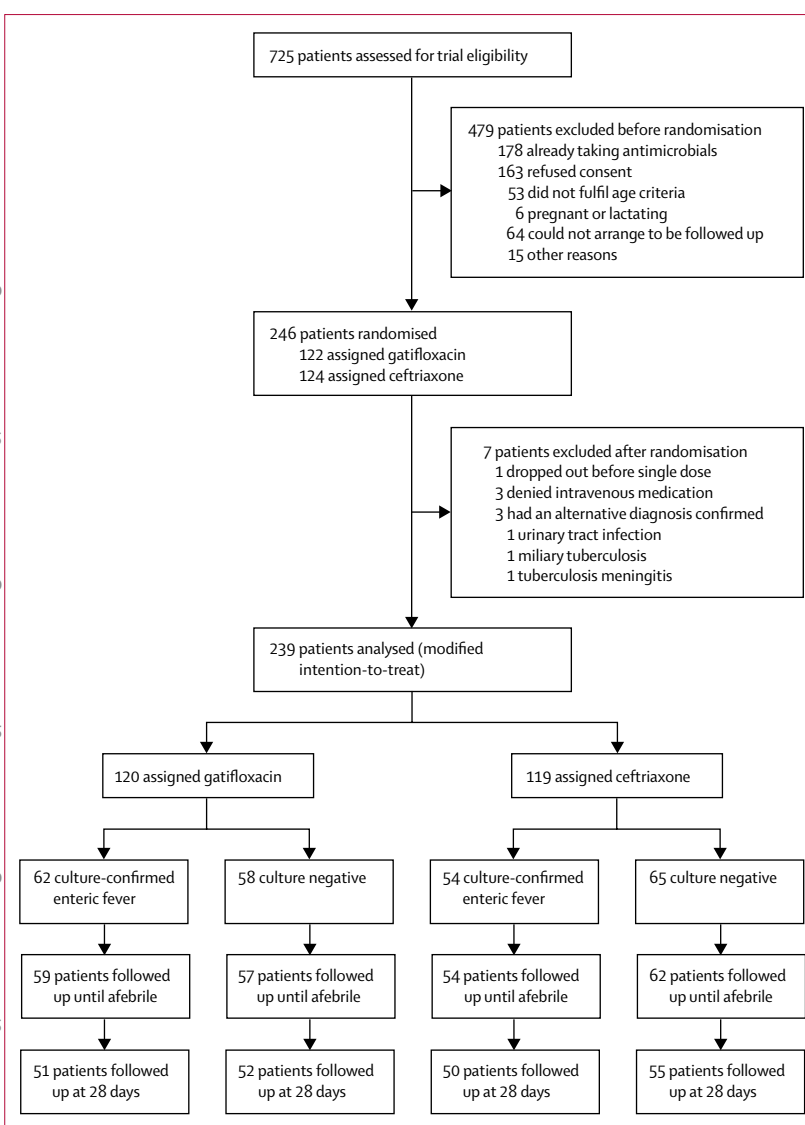 725 patients assessed for trial eligibility
479 patients excluded before randomisation
178 already taking antimicrobials
163 refused consent
53 did not fulfil age criteria
6 pregnant or lactating
64 could not arrange to be followed up
15 other reasons
246 patients randomised
122 assigned gatifloxacin
124 assigned ceftriaxone
7 patients excluded after randomisation
1 dropped out before single dose
3 denied intravenous medication
3 had an alternative diagnosis confirmed
1 urinary tract infection
1 miliary tuberculosis
1 tuberculosis meningitis
239 patients analysed (modified
intention-to-treat)
120 assigned gatifloxacin
119 assigned ceftriaxone
62 culture-confirmed
enteric fever
58 culture negative
54 culture-confirmed
enteric fever
65 culture negative
59 patients followed
up until afebrile
57 patients followed
up until afebrile
54 patients followed
up until afebrile
62 patients followed
up until afebrile
51 patients followed
up at 28 days
52 patients followed
up at 28 days
50 patients followed
up at 28 days
55 patients followed
up at 28 days